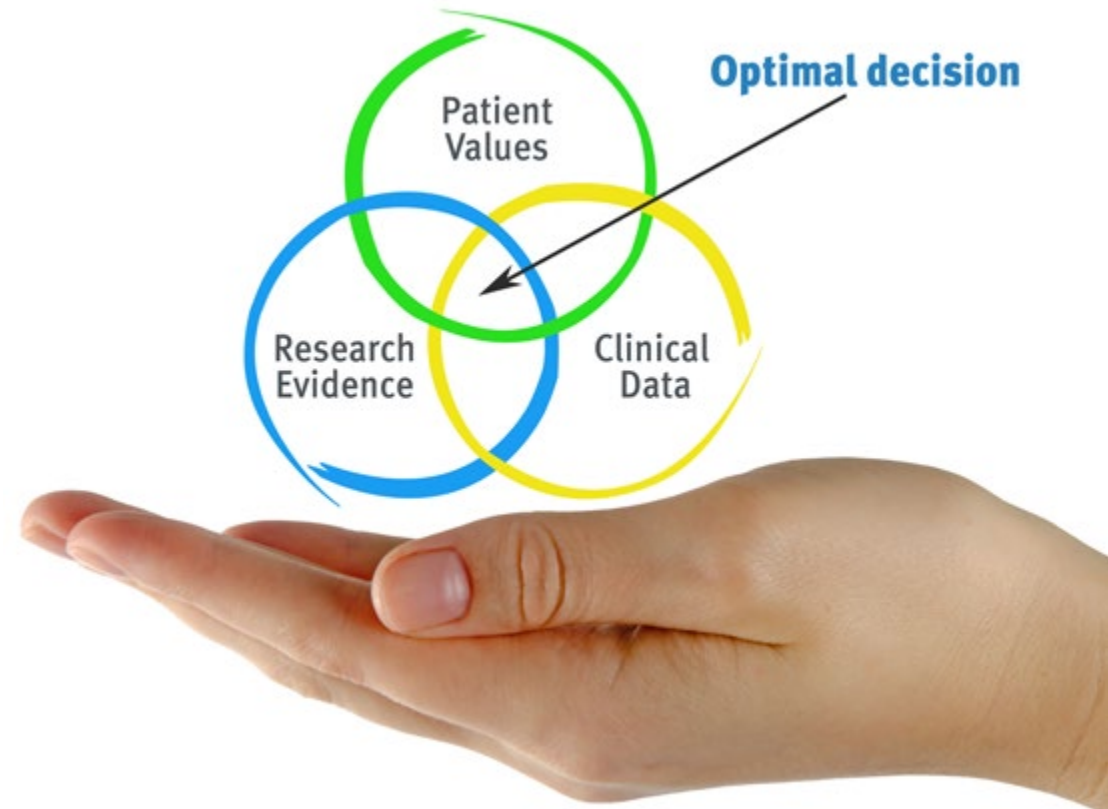 Optimal decision
Patient
Values
Research
Evidence
Clinical
Data